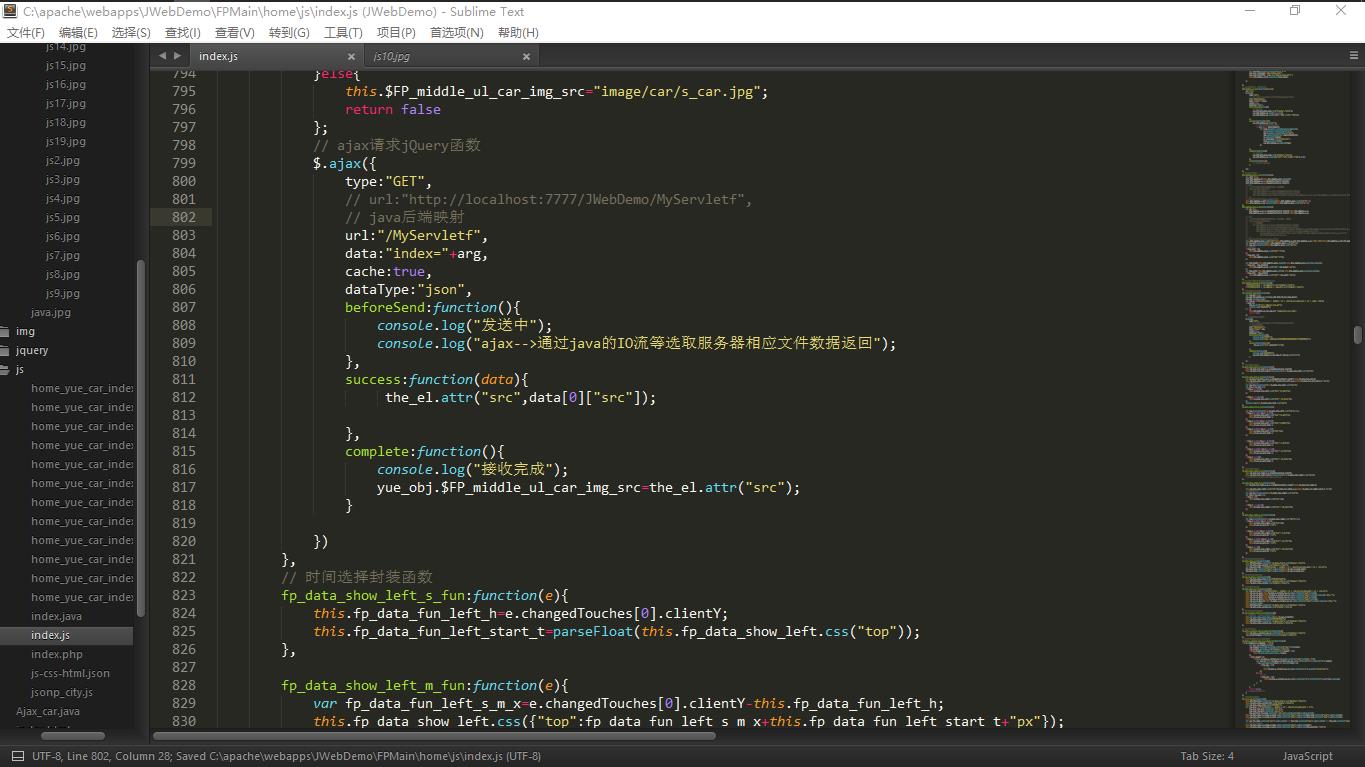 C:\apache\webapps\JWebDemo\FPMain\home\js\index.js (JWebDemo) - Sublime Text
文件(F) 编辑(E) 选择(S) 查找(I) 查看(V) 转到(G) 工具(T) 项目(P) 首选项(N) 帮助(H)
js14.jpg
js15.jpg
js16.jpg
js17.jpg
js18.jpg
js19.jpg
js2.jpg
js3.jpg
js4.jpg
js5.jpg
js6.jpg
js7.jpg
js8.jpg
js9.jpg
java.jpg
img
jquery
js
home_yue_car_index
home_yue_car_index
home_yue_car_index
home_yue_car_index
home_yue_car_index
home_yue_car_index
home_yue_car_index
home_yue_car_index
home_yue_car_index
home_yue_car_index
home_yue_car_index
home_yue_car_index
index.java
index.js
index.php
js-css-html.json
jsonp_city.js
Ajax_car.java
index.js × js10.jpg ×
794 }else{
795 this.$FP_middle_ul_car_img_src="image/car/s_car.jpg";
796 return false
797 };
798 // ajax请求jQuery函数
799 $.ajax({
800 type:"GET",
801 // url:"http://localhost:7777/JWebDemo/MyServletf",
802 // java后端映射
803 url:"/MyServletf",
804 data:"index="+arg,
805 cache:true,
806 dataType:"json",
807 beforeSend:function(){
808 console.log("发送中");
809 console.log("ajax-->通过java的IO流等选取服务器相应文件数据返回");
810 },
811 success:function(data){
812 the_el.attr("src",data[0]["src"]);
813
814 },
815 complete:function(){
816 console.log("接收完成");
817 yue_obj.$FP_middle_ul_car_img_src=the_el.attr("src");
818 }
819
820 })
821 },
822 // 时间选择封装函数
823 fp_data_show_left_s_fun:function(e){
824 this.fp_data_fun_left_h=e.changedTouches[0].clientY;
825 this.fp_data_fun_left_start_t=parseFloat(this.fp_data_show_left.css("top"));
826 },
827
828 fp_data_show_left_m_fun:function(e){
829 var fp_data_fun_left_s_m_x=e.changedTouches[0].clientY-this.fp_data_fun_left_h;
830 this.fp_data_show_left.css({"top":fp_data_fun_left_s_m_x+this.fp_data_fun_left_start_t+"px"});
UTF-8, Line 802, Column 28; Saved C:\apache\webapps\JWebDemo\FPMain\home\js\index.js (UTF-8) Tab Size: 4 JavaScript